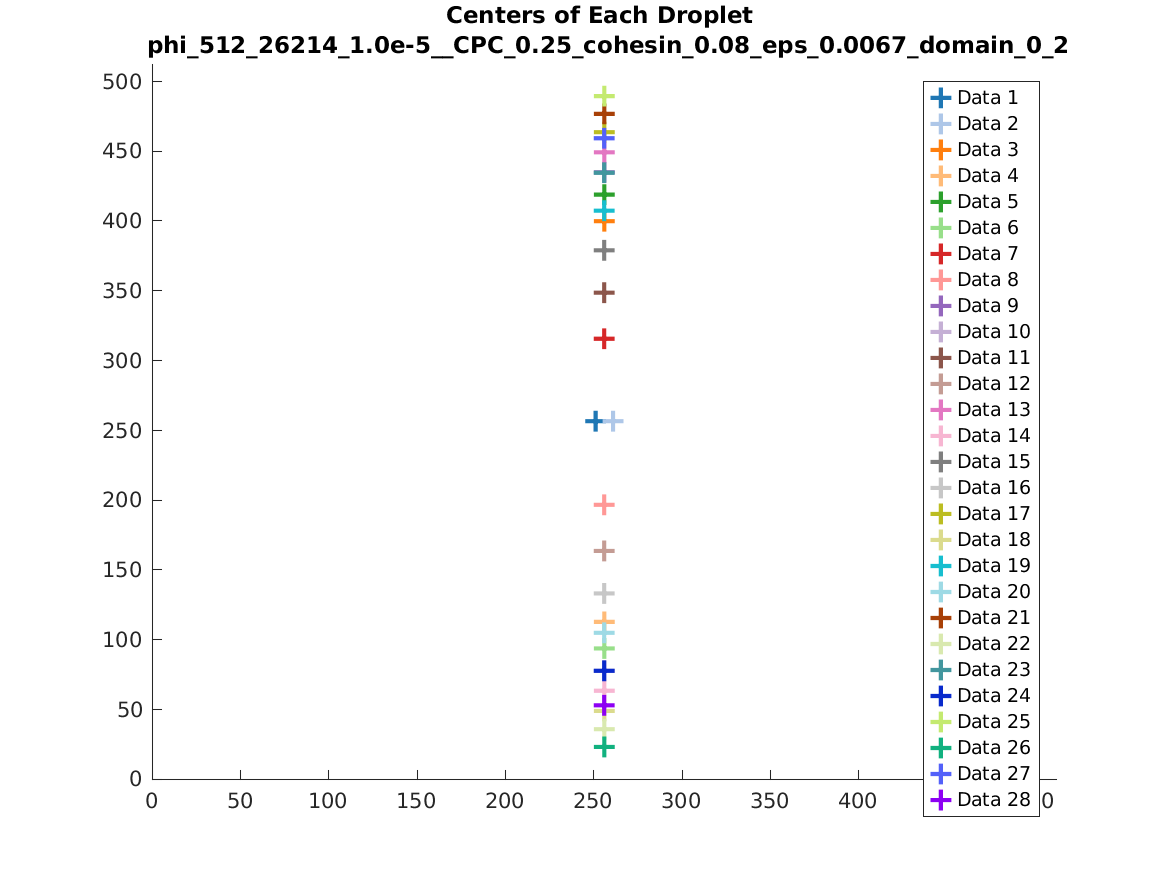 Centers of Each Droplet
phi_512_26214_1.0e-5__CPC_0.25_cohesin_0.08_eps_0.0067_domain_0_2
500
450
400
350
300
250
200
150
100
50
0
0 50 100 150 200 250 300 350 400 0
Data 1
Data 2
Data 3
Data 4
Data 5
Data 6
Data 7
Data 8
Data 9
Data 10
Data 11
Data 12
Data 13
Data 14
Data 15
Data 16
Data 17
Data 18
Data 19
Data 20
Data 21
Data 22
Data 23
Data 24
Data 25
Data 26
Data 27
Data 28